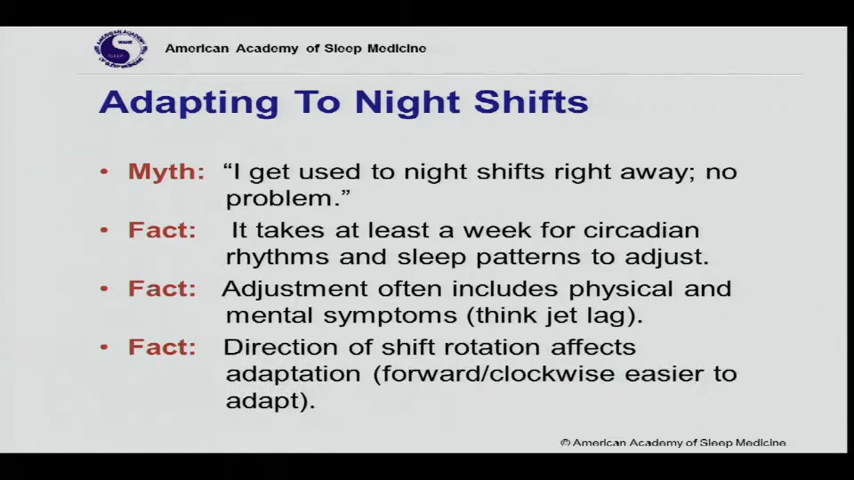 American Academy of Sleep Medicine
Adapting To Night Shifts
• Myth: “I get used to night shifts right away; no
problem.”
• Fact: It takes at least a week for circadian
rhythms and sleep patterns to adjust.
• Fact: Adjustment often includes physical and
mental symptoms (think jet lag).
• Fact: Direction of shift rotation affects
adaptation (forward/clockwise easier to
adapt).
© American Academy of Sleep Medicine